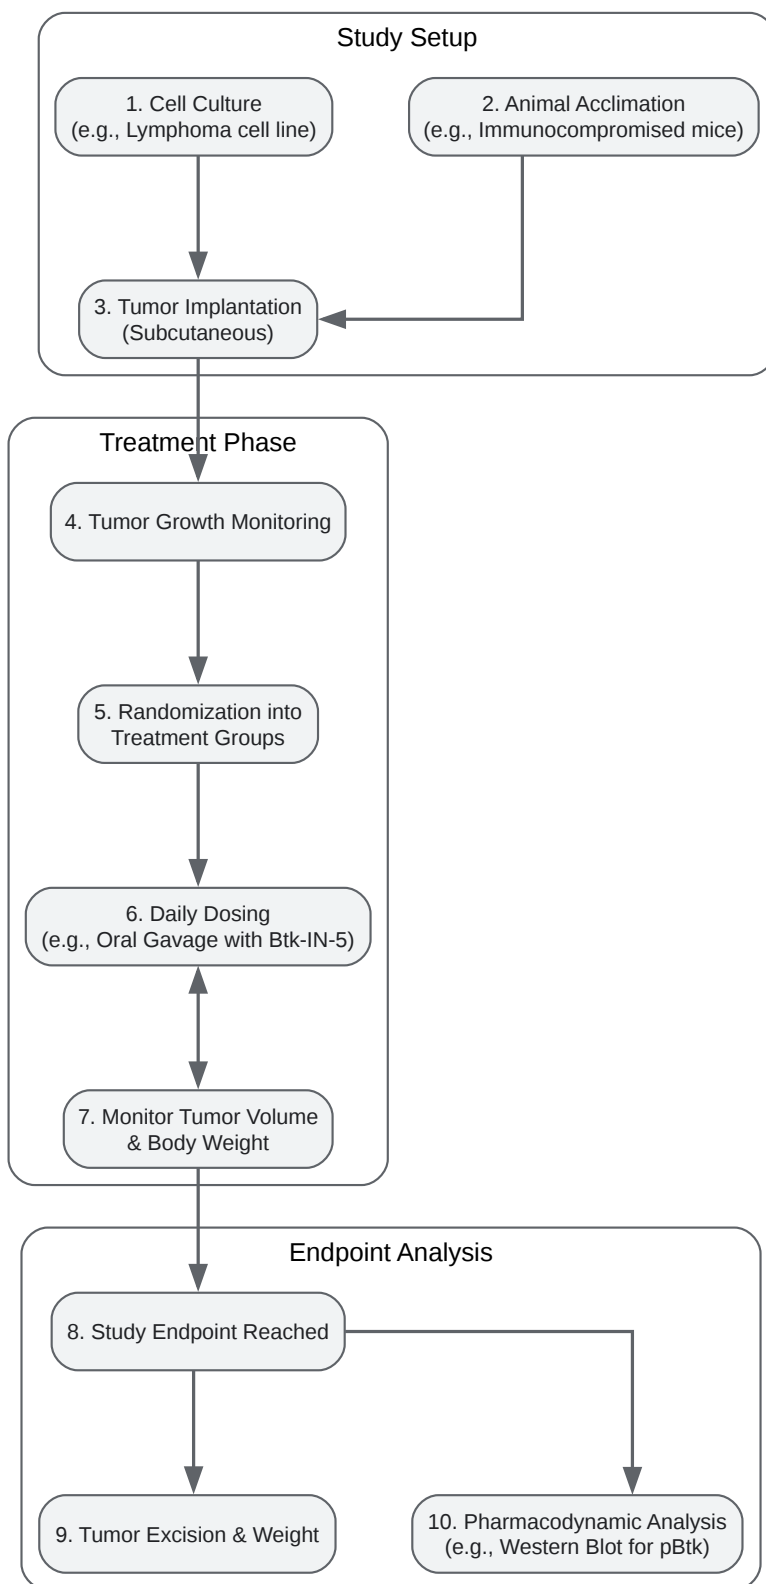 Study Setup
1. Cell Culture
(e.g., Lymphoma cell line)
2. Animal Acclimation
(e.g., Immunocompromised mice)
3. Tumor Implantation
(Subcutaneous)
Treatment Phase
4. Tumor Growth Monitoring
5. Randomization into
Treatment Groups
6. Daily Dosing
(e.g., Oral Gavage with Btk-IN-5)
7. Monitor Tumor Volume
& Body Weight
Endpoint Analysis
8. Study Endpoint Reached
9. Tumor Excision & Weight
10. Pharmacodynamic Analysis
(e.g., Western Blot for pBtk)